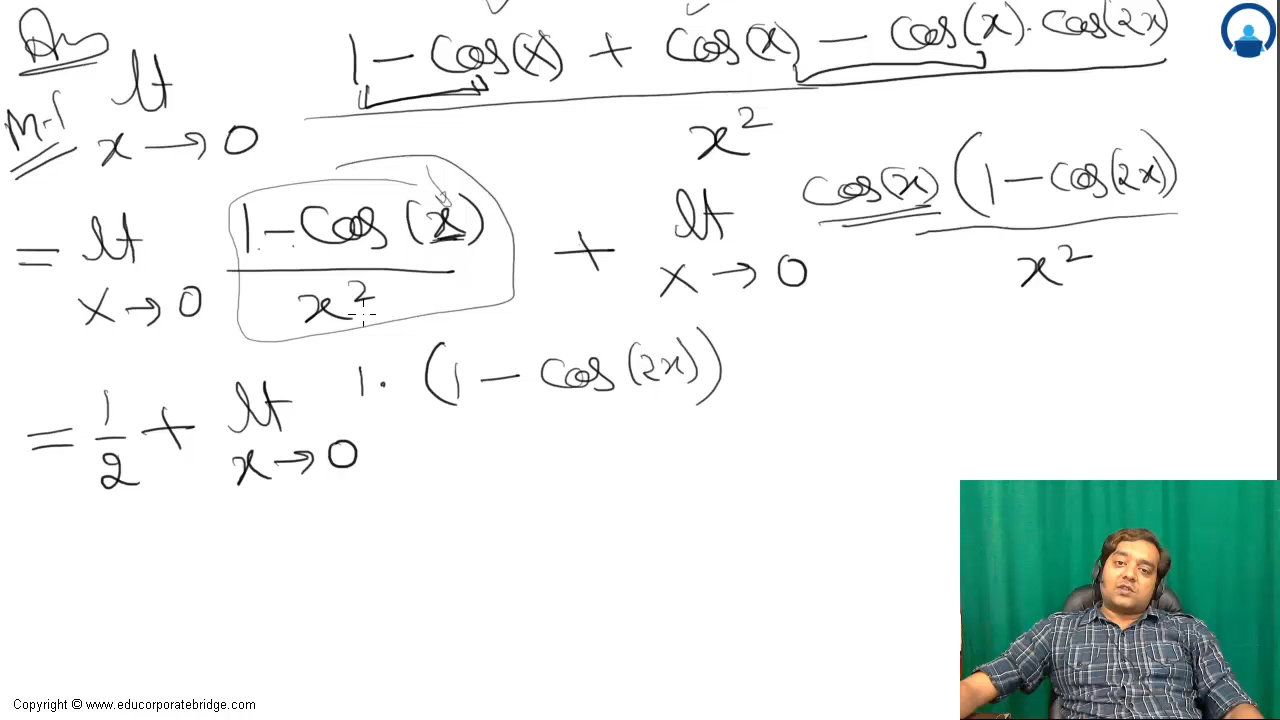 Ans
M-1
lt x → 0 (1 - cos(x) + cos(x) - cos(x). cos(2x)) / x²
= lt x → 0 (1 - cos(x)) / x² + lt x → 0 cos(x) (1 - cos(2x)) / x²
= 1/2 + lt x → 0 1. (1 - cos(2x))
Copyright © www.educorporatebridge.com